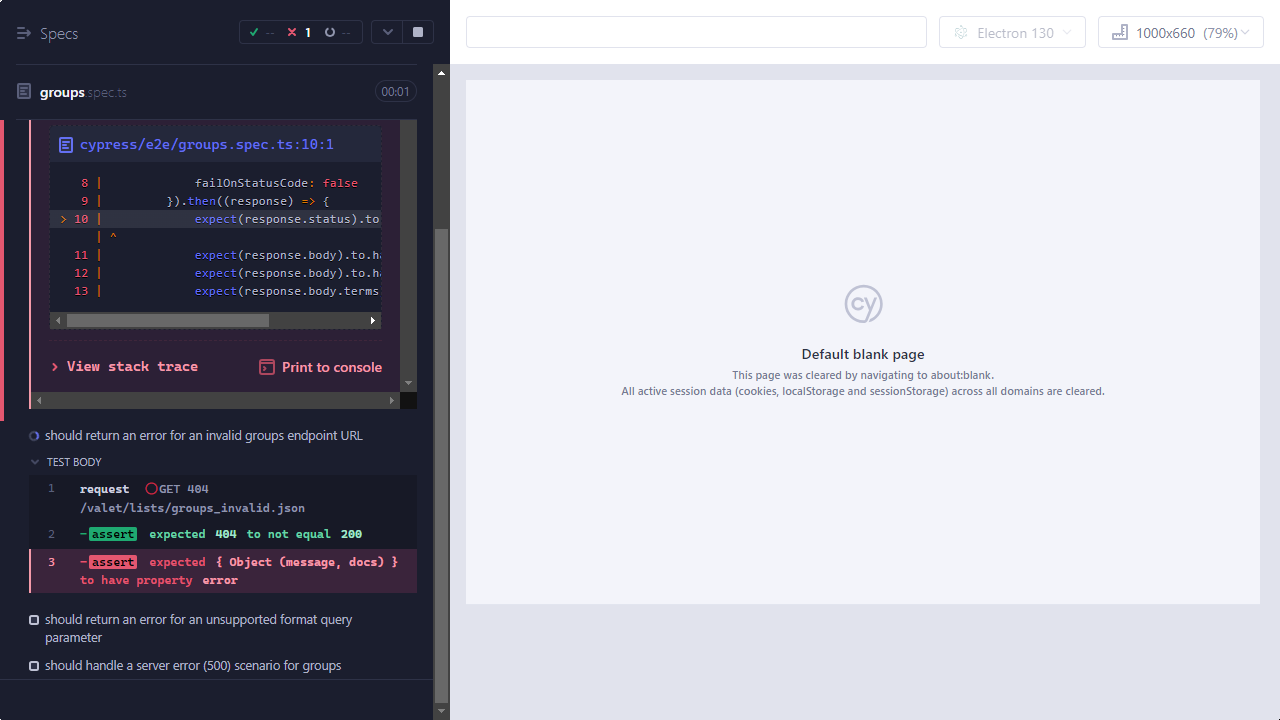 Specs
-- 1 --
Electron 130
1000x660 (79%)
groups.spec.ts
00:01
cypress/e2e/groups.spec.ts:10:1
8 | failOnStatusCode: false
9 | }).then((response) => {
> 10 | expect(response.status).to
| ^
11 | expect(response.body).to.ha
12 | expect(response.body).to.ha
13 | expect(response.body.terms
> View stack trace
Print to console
should return an error for an invalid groups endpoint URL
TEST BODY
1 request GET 404
/valet/lists/groups_invalid.json
2 -assert expected 404 to not equal 200
3 -assert expected { Object (message, docs) }
to have property error
should return an error for an unsupported format query
parameter
should handle a server error (500) scenario for groups
cy
Default blank page
This page was cleared by navigating to about:blank.
All active session data (cookies, localStorage and sessionStorage) across all domains are cleared.